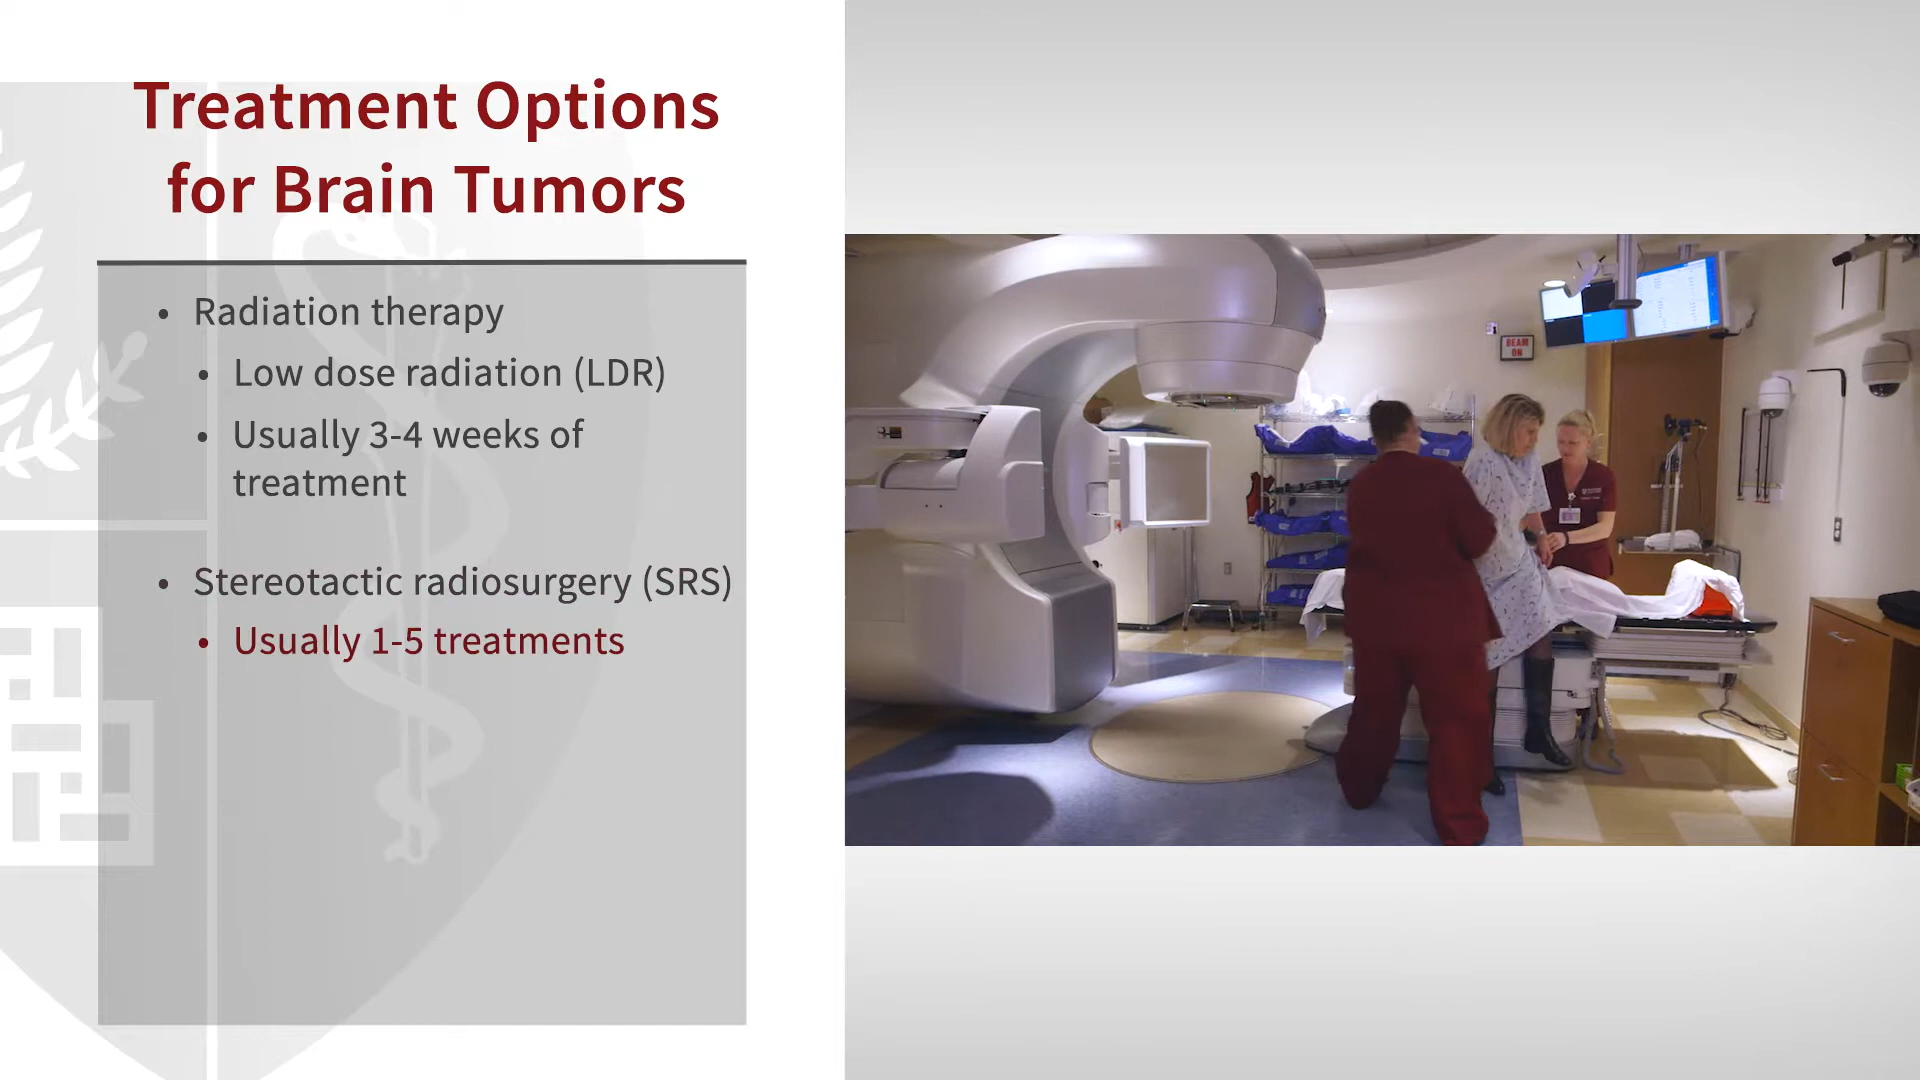 Treatment Options
for Brain Tumors
• Radiation therapy
• Low dose radiation (LDR)
• Usually 3-4 weeks of
treatment
• Stereotactic radiosurgery (SRS)
• Usually 1-5 treatments
BEAM
ON